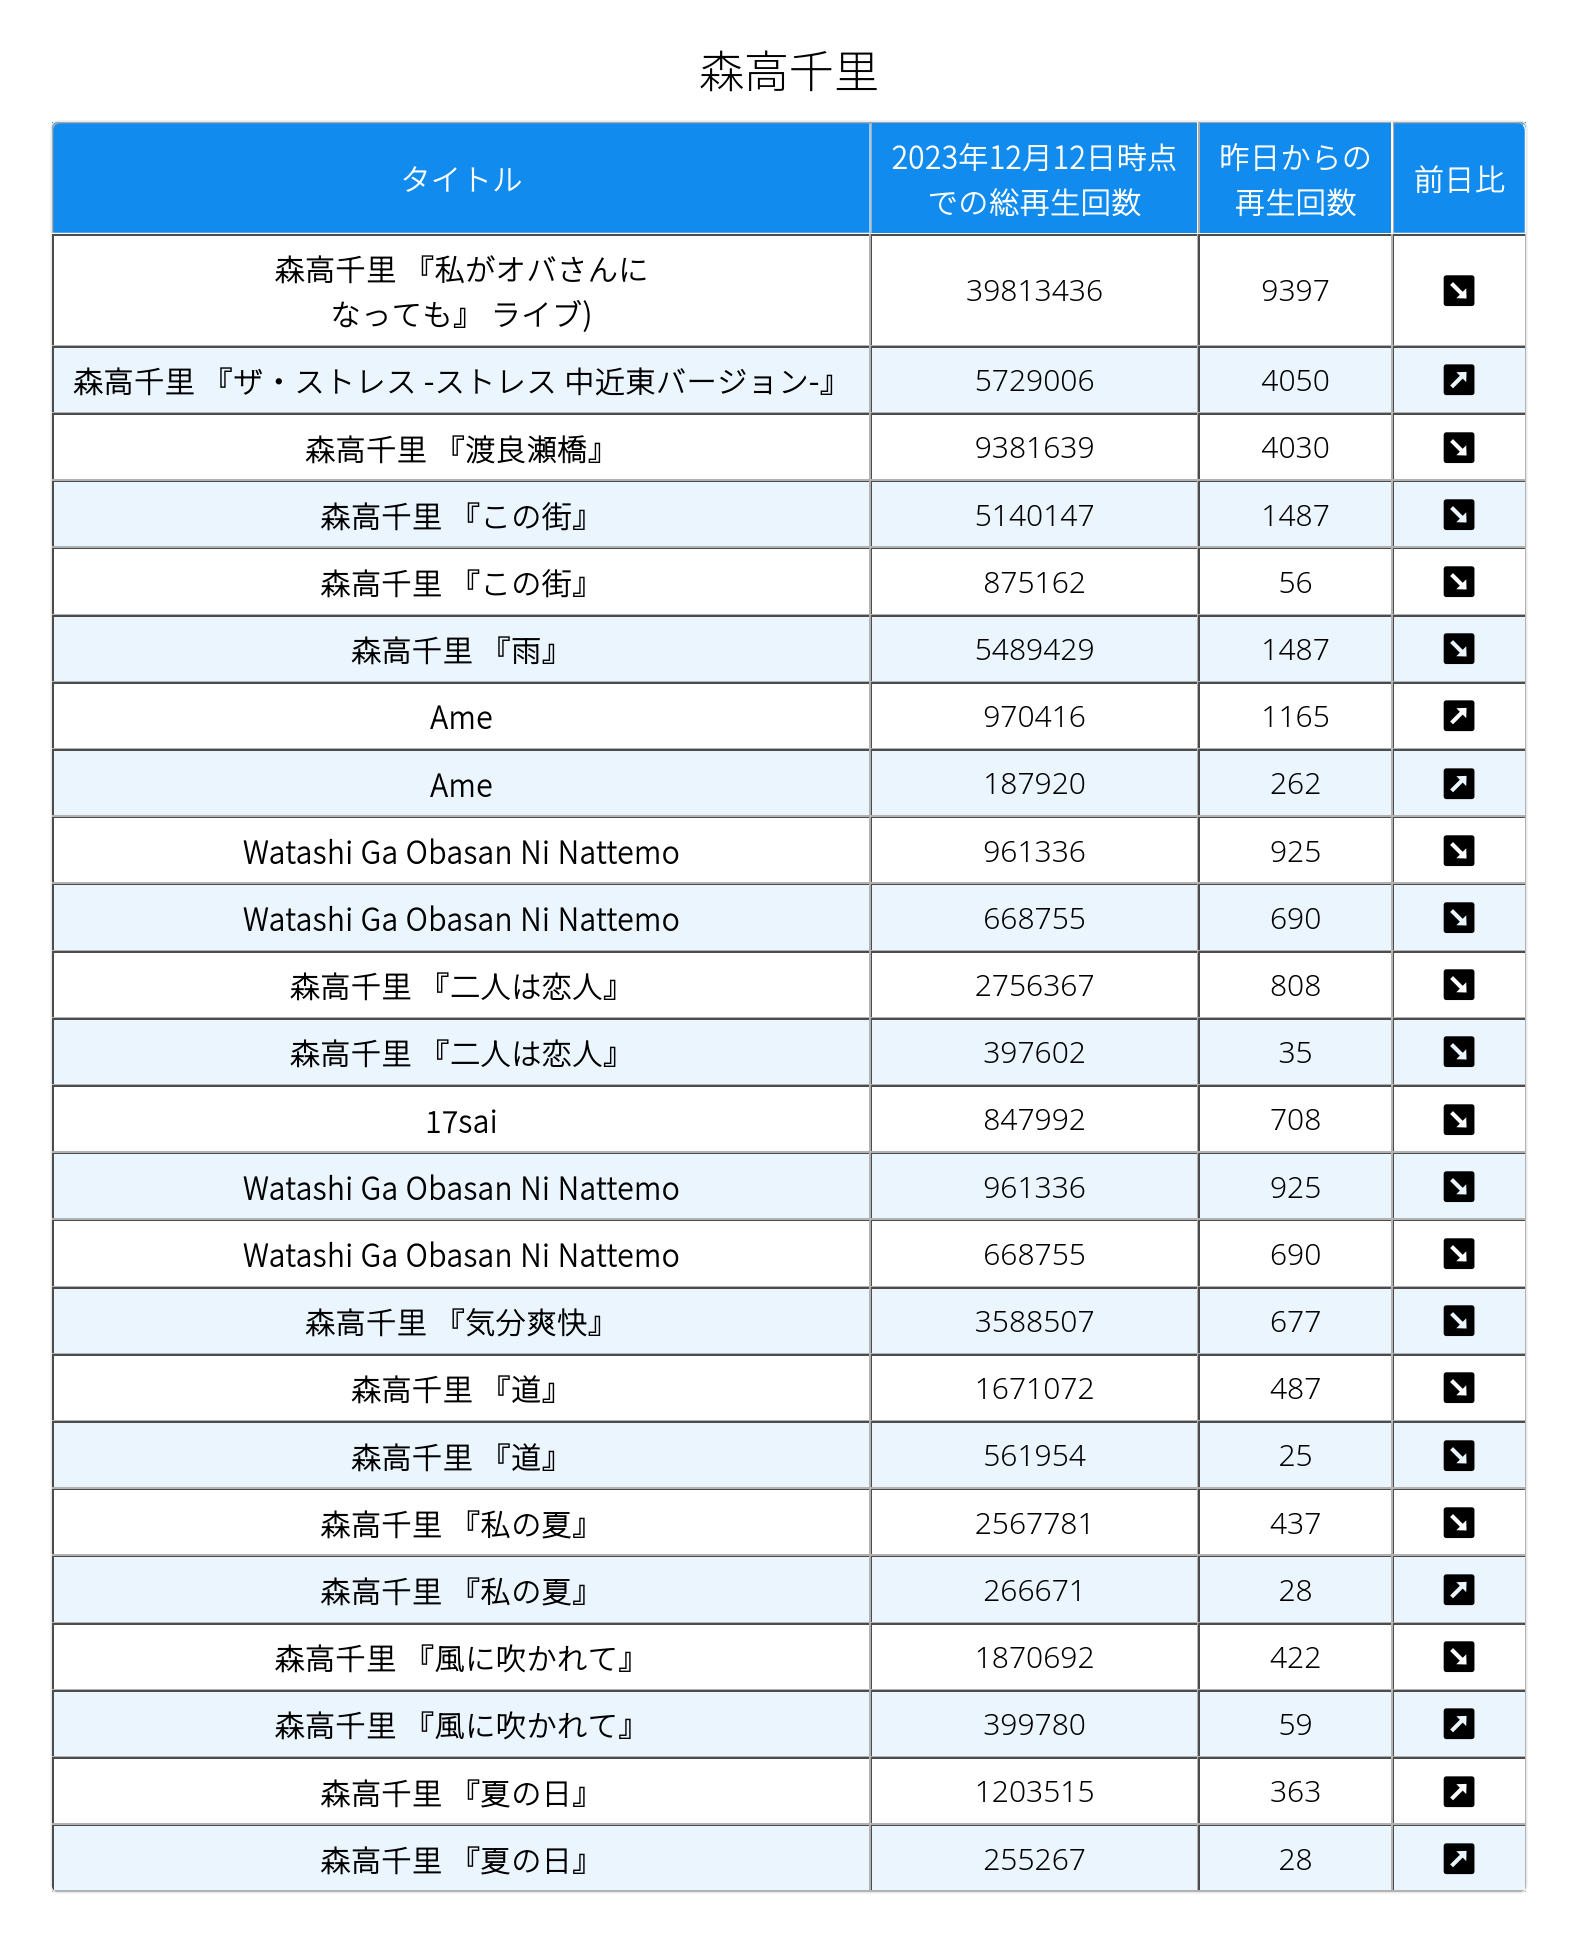 森高千里
タイトル 2023年12月12日時点での総再生回数 昨日からの再生回数 前日比
森高千里 『私がオバさんになっても』 ライブ) 39813436 9397 ↘
森高千里 『ザ・ストレス -ストレス 中近東バージョン-』 5729006 4050 ↗
森高千里 『渡良瀬橋』 9381639 4030 ↘
森高千里 『この街』 5140147 1487 ↘
森高千里 『この街』 875162 56 ↘
森高千里 『雨』 5489429 1487 ↘
Ame 970416 1165 ↗
Ame 187920 262 ↗
Watashi Ga Obasan Ni Nattemo 961336 925 ↘
Watashi Ga Obasan Ni Nattemo 668755 690 ↘
森高千里 『二人は恋人』 2756367 808 ↘
森高千里 『二人は恋人』 397602 35 ↘
17sai 847992 708 ↘
Watashi Ga Obasan Ni Nattemo 961336 925 ↘
Watashi Ga Obasan Ni Nattemo 668755 690 ↘
森高千里 『気分爽快』 3588507 677 ↘
森高千里 『道』 1671072 487 ↘
森高千里 『道』 561954 25 ↘
森高千里 『私の夏』 2567781 437 ↘
森高千里 『私の夏』 266671 28 ↗
森高千里 『風に吹かれて』 1870692 422 ↘
森高千里 『風に吹かれて』 399780 59 ↗
森高千里 『夏の日』 1203515 363 ↗
森高千里 『夏の日』 255267 28 ↗